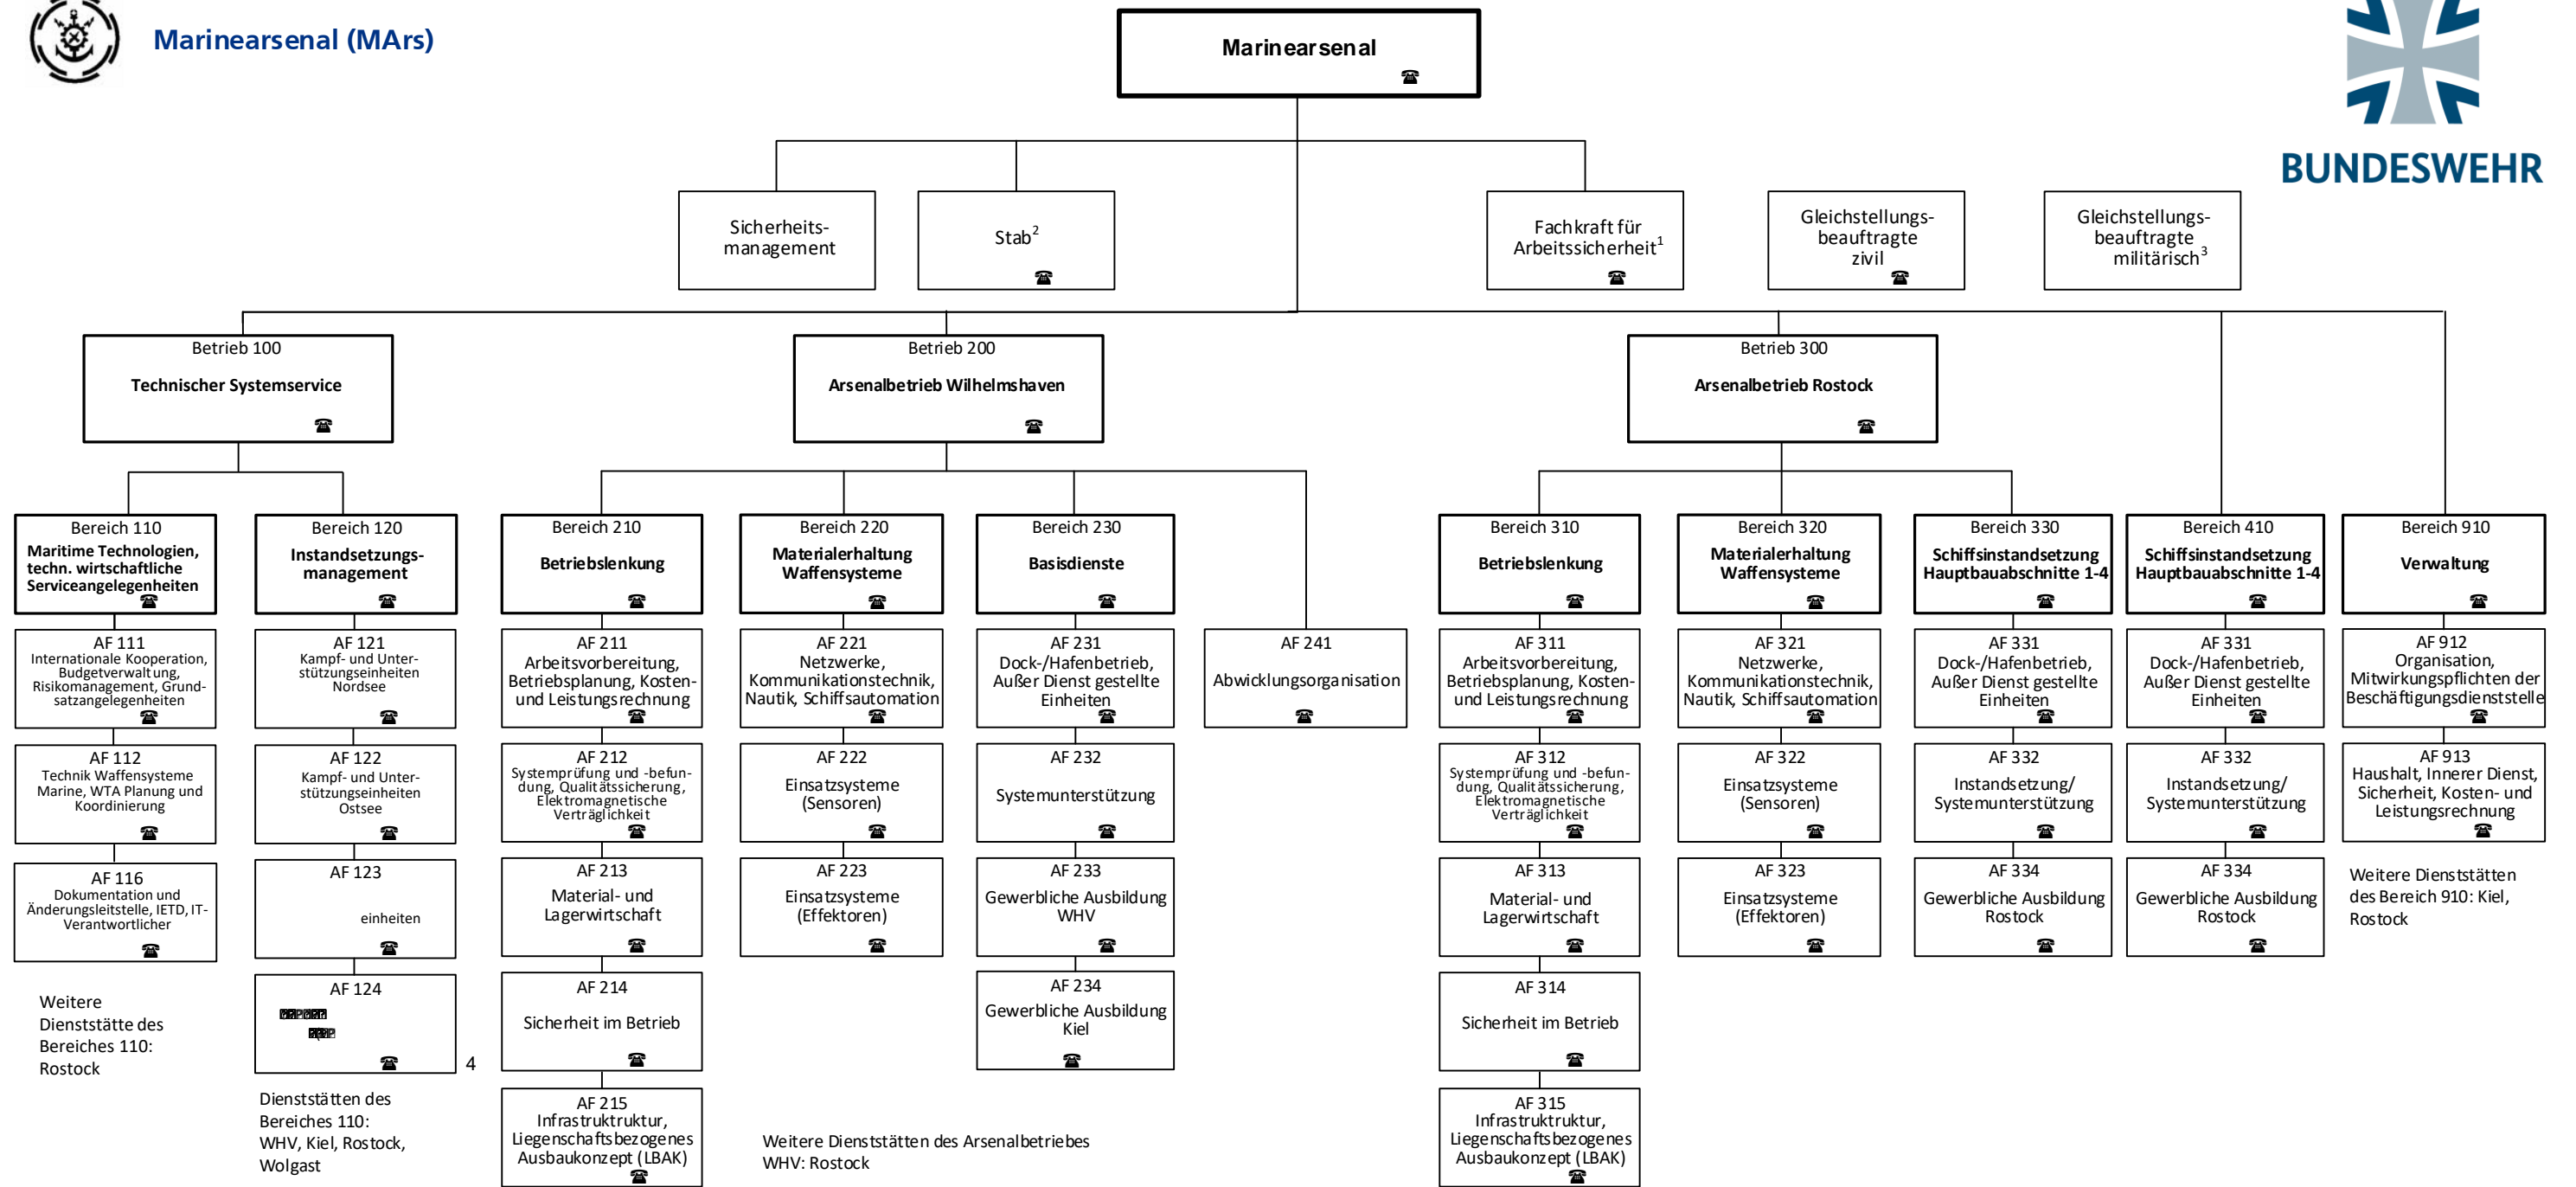 Marinearsenal (MArs)
Marinearsenal
BUNDESWEHR
Sicherheits-
management
Stab2
Fachkraft für
Arbeitssicherheit1
Gleichstellungs-
beauftragte
zivil
Gleichstellungs-
beauftragte
militärisch3
Betrieb 100
Technischer Systemservice
Betrieb 200
Arsenalbetrieb Wilhelmshaven
Betrieb 300
Arsenalbetrieb Rostock
Bereich 110
Maritime Technologien,
techn. wirtschaftliche
Serviceangelegenheiten
Bereich 120
Instandsetzungs-
management
Bereich 210
Betriebslenkung
Bereich 220
Materialerhaltung
Waffensysteme
Bereich 230
Basisdienste
Bereich 310
Betriebslenkung
Bereich 320
Materialerhaltung
Waffensysteme
Bereich 330
Schiffsinstandsetzung
Hauptbauabschnitte 1-4
Bereich 410
Schiffsinstandsetzung
Hauptbauabschnitte 1-4
Bereich 910
Verwaltung
AF 111
Internationale Kooperation,
Budgetverwaltung,
Risikomanagement, Grund-
satzangelegenheiten
AF 121
Kampf- und Unter-
stützungseinheiten
Nordsee
AF 211
Arbeitsvorbereitung,
Betriebsplanung, Kosten-
und Leistungsrechnung
AF 221
Netzwerke,
Kommunikationstechnik,
Nautik, Schiffsautomation
AF 231
Dock-/Hafenbetrieb,
Außer Dienst gestellte
Einheiten
AF 241
Abwicklungsorganisation
AF 311
Arbeitsvorbereitung,
Betriebsplanung, Kosten-
und Leistungsrechnung
AF 321
Netzwerke,
Kommunikationstechnik,
Nautik, Schiffsautomation
AF 331
Dock-/Hafenbetrieb,
Außer Dienst gestellte
Einheiten
AF 331
Dock-/Hafenbetrieb,
Außer Dienst gestellte
Einheiten
AF 912
Organisation,
Mitwirkungspflichten der
Beschäftigungsdienststelle
AF 112
Technik Waffensysteme
Marine, WTA Planung und
Koordinierung
AF 122
Kampf- und Unter-
stützungseinheiten
Ostsee
AF 212
Systemprüfung und -befun-
dung, Qualitätssicherung,
Elektromagnetische
Verträglichkeit
AF 222
Einsatzsysteme
(Sensoren)
AF 232
Systemunterstützung
AF 312
Systemprüfung und -befun-
dung, Qualitätssicherung,
Elektromagnetische
Verträglichkeit
AF 322
Einsatzsysteme
(Sensoren)
AF 332
Instandsetzung/
Systemunterstützung
AF 332
Instandsetzung/
Systemunterstützung
AF 913
Haushalt, Innerer Dienst,
Sicherheit, Kosten- und
Leistungsrechnung
AF 116
Dokumentation und
Änderungsleitstelle, IETD, IT-
Verantwortlicher
AF 123
einheiten
AF 213
Material- und
Lagerwirtschaft
AF 223
Einsatzsysteme
(Effektoren)
AF 233
Gewerbliche Ausbildung
WHV
AF 313
Material- und
Lagerwirtschaft
AF 323
Einsatzsysteme
(Effektoren)
AF 334
Gewerbliche Ausbildung
Rostock
AF 334
Gewerbliche Ausbildung
Rostock
Weitere Dienststätten
des Bereich 910: Kiel,
Rostock
Weitere
Dienststätte des
Bereiches 110:
Rostock
AF 124
4
AF 214
Sicherheit im Betrieb
AF 234
Gewerbliche Ausbildung
Kiel
AF 314
Sicherheit im Betrieb
Dienststätten des
Bereiches 110:
WHV, Kiel, Rostock,
Wolgast
AF 215
Infrastruktruktur,
Liegenschaftsbezogenes
Ausbaukonzept (LBAK)
Weitere Dienststätten des Arsenalbetriebes
WHV: Rostock
AF 315
Infrastruktruktur,
Liegenschaftsbezogenes
Ausbaukonzept (LBAK)